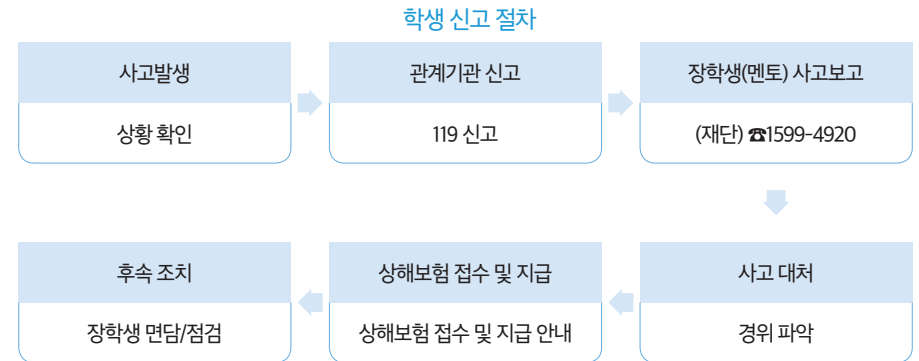 학생 신고 절차
사고발생
상황 확인
관계기관 신고
119 신고
장학생(멘토) 사고보고
(재단) ☎1599-4920
사고 대처
경위 파악
상해보험 접수 및 지급
상해보험 접수 및 지급 안내
후속 조치
장학생 면담/점검